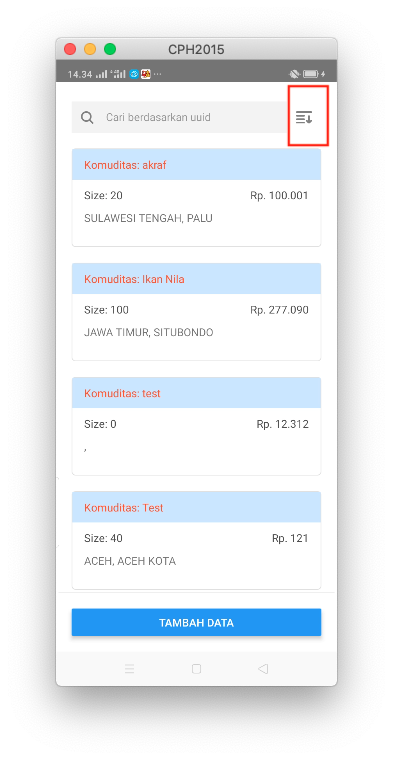 CPH2015
14.34
Cari berdasarkan uuid
Komuditas: akraf
Size: 20 Rp. 100.001
SULAWESI TENGAH, PALU
Komuditas: Ikan Nila
Size: 100 Rp. 277.090
JAWA TIMUR, SITUBONDO
Komuditas: test
Size: 0 Rp. 12.312
,
Komuditas: Test
Size: 40 Rp. 121
ACEH, ACEH KOTA
TAMBAH DATA